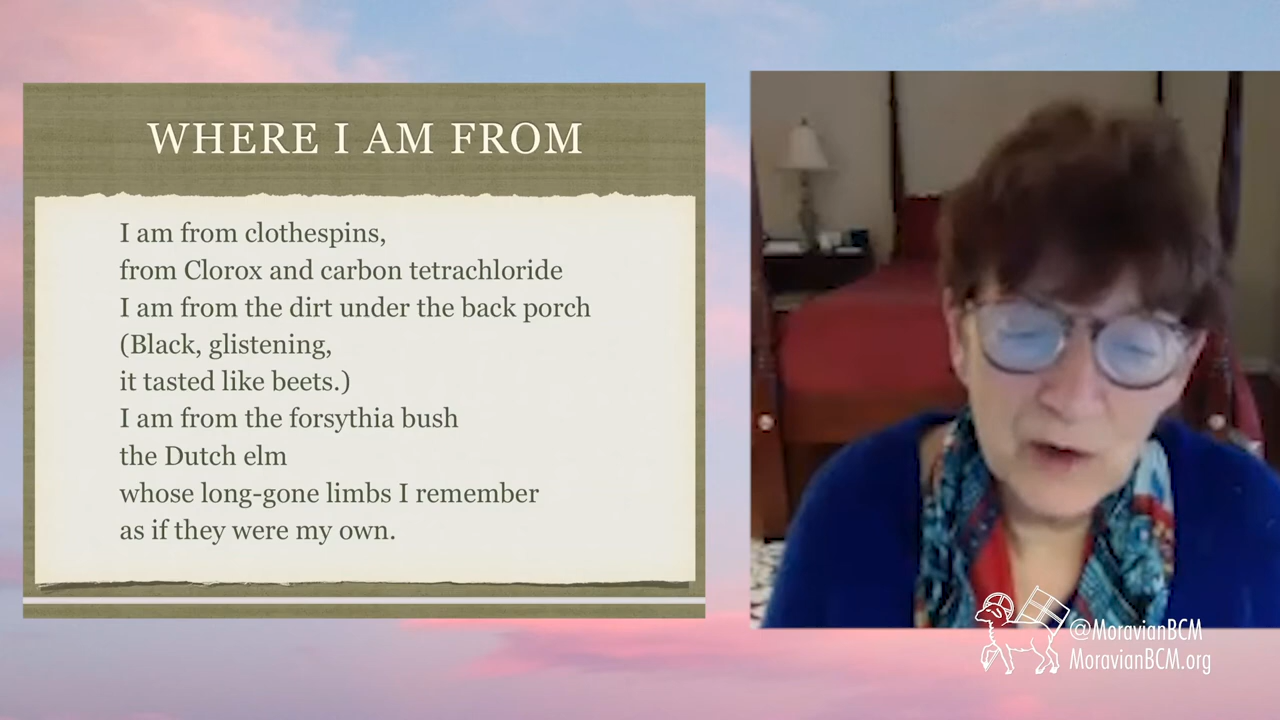 WHERE I AM FROM
I am from clothespins,
from Clorox and carbon tetrachloride
I am from the dirt under the back porch
(Black, glistening,
it tasted like beets.)
I am from the forsythia bush
the Dutch elm
whose long-gone limbs I remember
as if they were my own.
@MoravianBCM
MoravianBCM.org